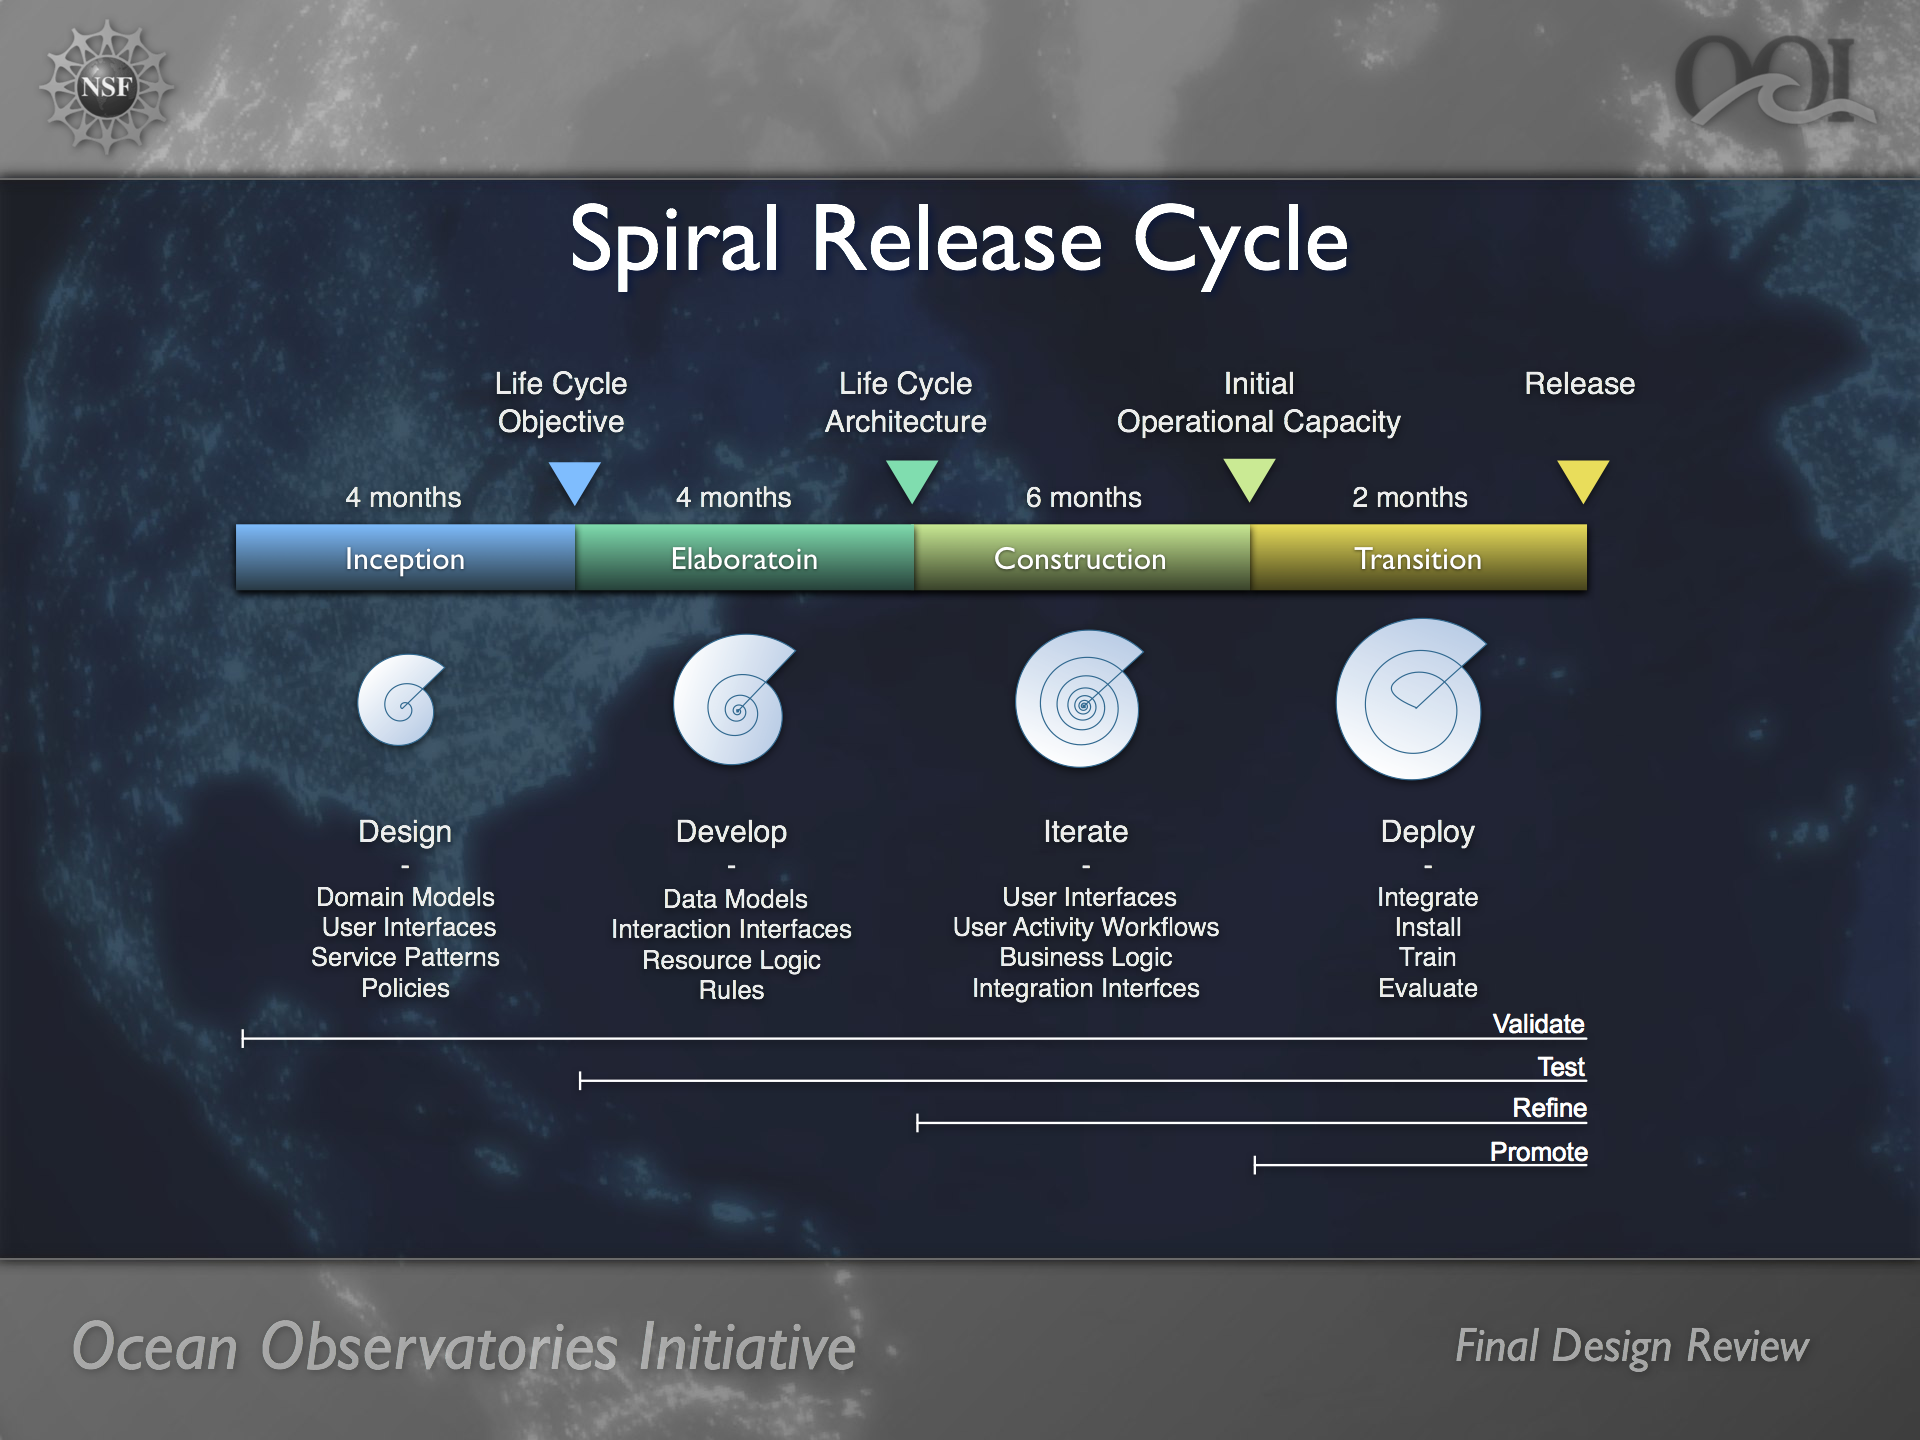 NSF
OOI
Spiral Release Cycle
Life Cycle
Objective
Life Cycle
Architecture
Initial
Operational Capacity
Release
4 months
4 months
6 months
2 months
Inception
Elaboratoin
Construction
Transition
Design
-
Domain Models
User Interfaces
Service Patterns
Policies
Develop
-
Data Models
Interaction Interfaces
Resource Logic
Rules
Iterate
-
User Interfaces
User Activity Workflows
Business Logic
Integration Interfces
Deploy
-
Integrate
Install
Train
Evaluate
Validate
Test
Refine
Promote
Ocean Observatories Initiative
Final Design Review